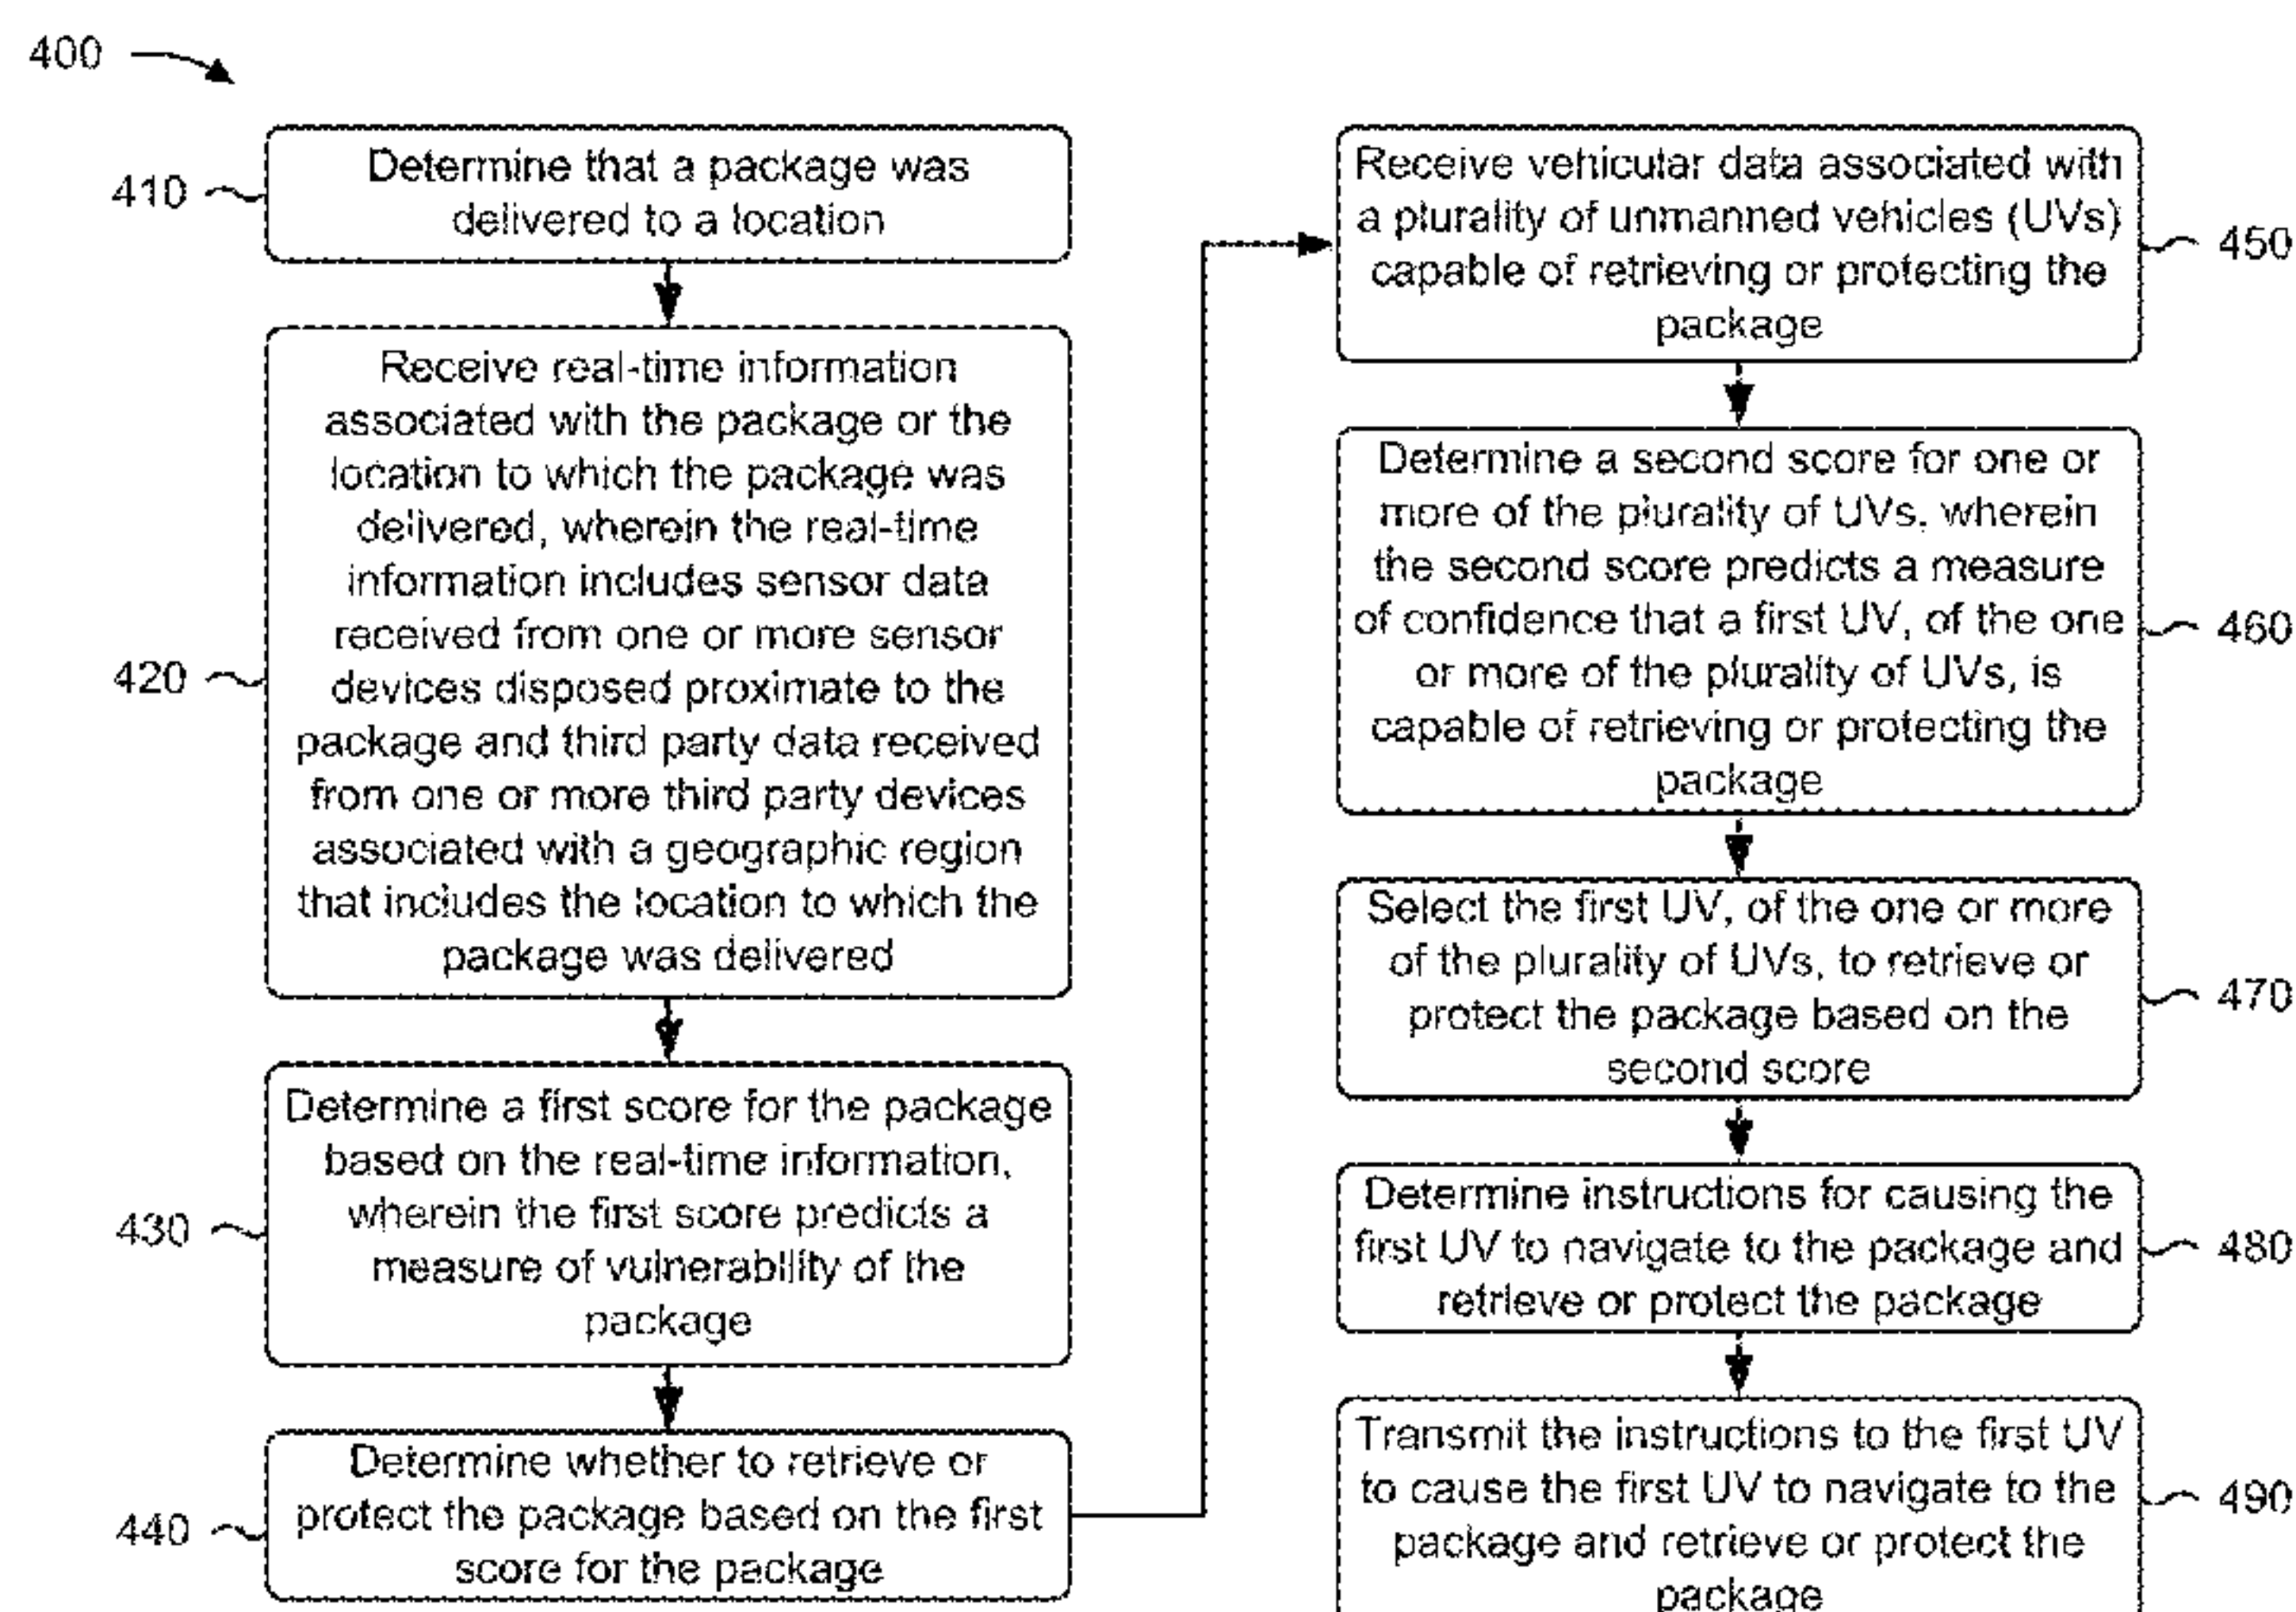 400
410
Determine that a package was
delivered to a location
420
Receive real-time information
associated with the package or the
location to which the package was
delivered, wherein the real-time
information includes sensor data
received from one or more sensor
devices disposed proximate to the
package and third party data received
from one or more third party devices
associated with a geographic region
that includes the location to which the
package was delivered
430
Determine a first score for the package
based on the real-time information,
wherein the first score predicts a
measure of vulnerability of the
package
440
Determine whether to retrieve or
protect the package based on the first
score for the package
Receive vehicular data associated with
a plurality of unmanned vehicles (UVs)
capable of retrieving or protecting the
package
450
Determine a second score for one or
more of the plurality of UVs, wherein
the second score predicts a measure
of confidence that a first UV, of the one
or more of the plurality of UVs, is
capable of retrieving or protecting the
package
460
Select the first UV, of the one or more
of the plurality of UVs, to retrieve or
protect the package based on the
second score
470
Determine instructions for causing the
first UV to navigate to the package and
retrieve or protect the package
480
Transmit the instructions to the first UV
to cause the first UV to navigate to the
package and retrieve or protect the
package
490